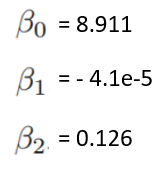 β₀ = 8.911
β₁ = - 4.1e-5
β₂. = 0.126